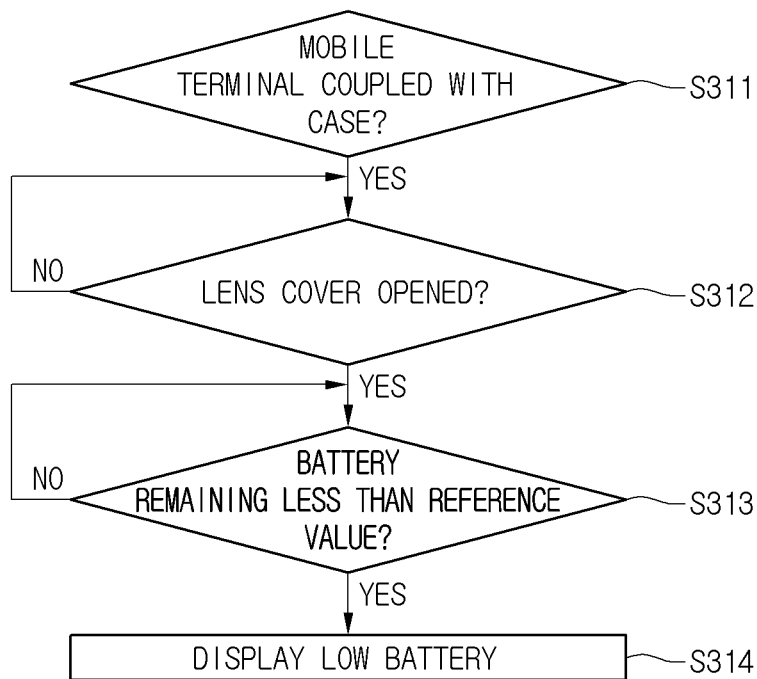 MOBILE
TERMINAL COUPLED WITH
CASE?
S311
YES
NO
LENS COVER OPENED?
S312
YES
NO
BATTERY
REMAINING LESS THAN REFERENCE
VALUE?
S313
YES
DISPLAY LOW BATTERY
S314